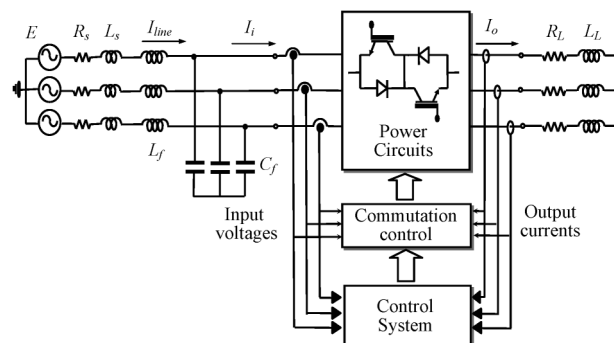 E
R_s
L_s
I_line
I_i
I_o
R_L
L_L
Power
Circuits
L_f
C_f
Input
voltages
Commutation
control
Output
currents
Control
System